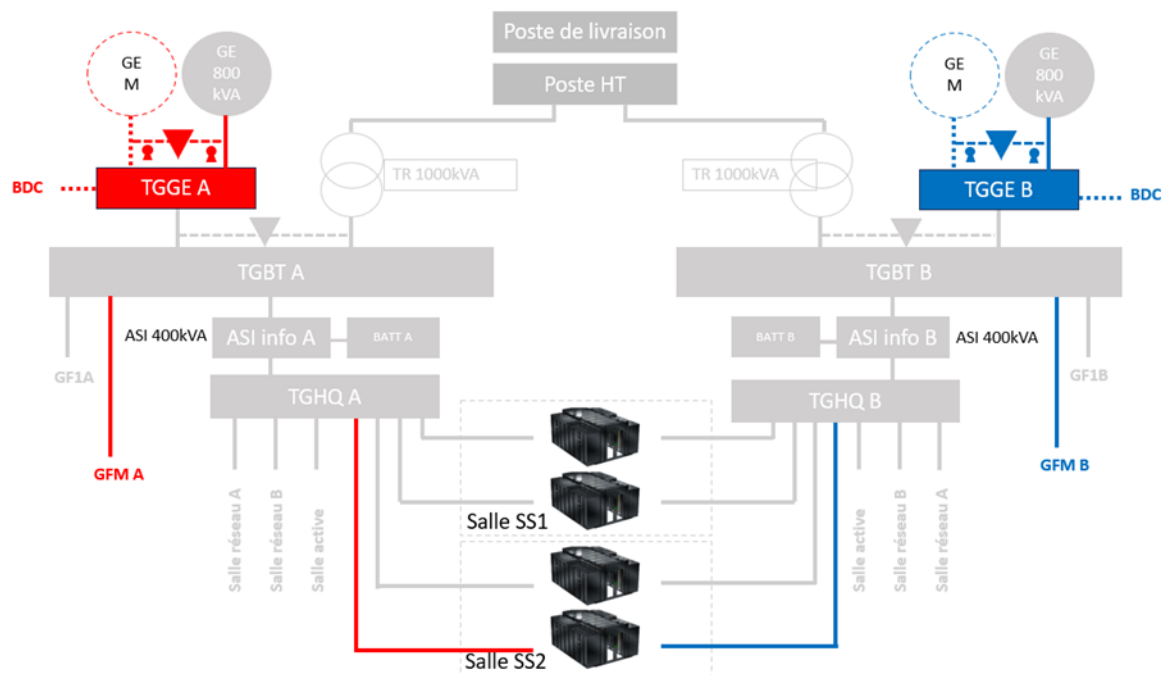 Poste de livraison
Poste HT
GE
M
GE
800
kVA
GE
M
GE
800
kVA
TR 1000kVA
TR 1000kVA
BDC
TGGE A
TGGE B
BDC
TGBT A
TGBT B
ASI 400kVA
ASI info A
BATT A
BATT B
ASI info B
ASI 400kVA
GF1A
GF1B
TGHQ A
TGHQ B
GFM A
GFM B
Salle réseau A
Salle réseau B
Salle active
Salle SS1
Salle active
Salle réseau B
Salle réseau A
Salle SS2